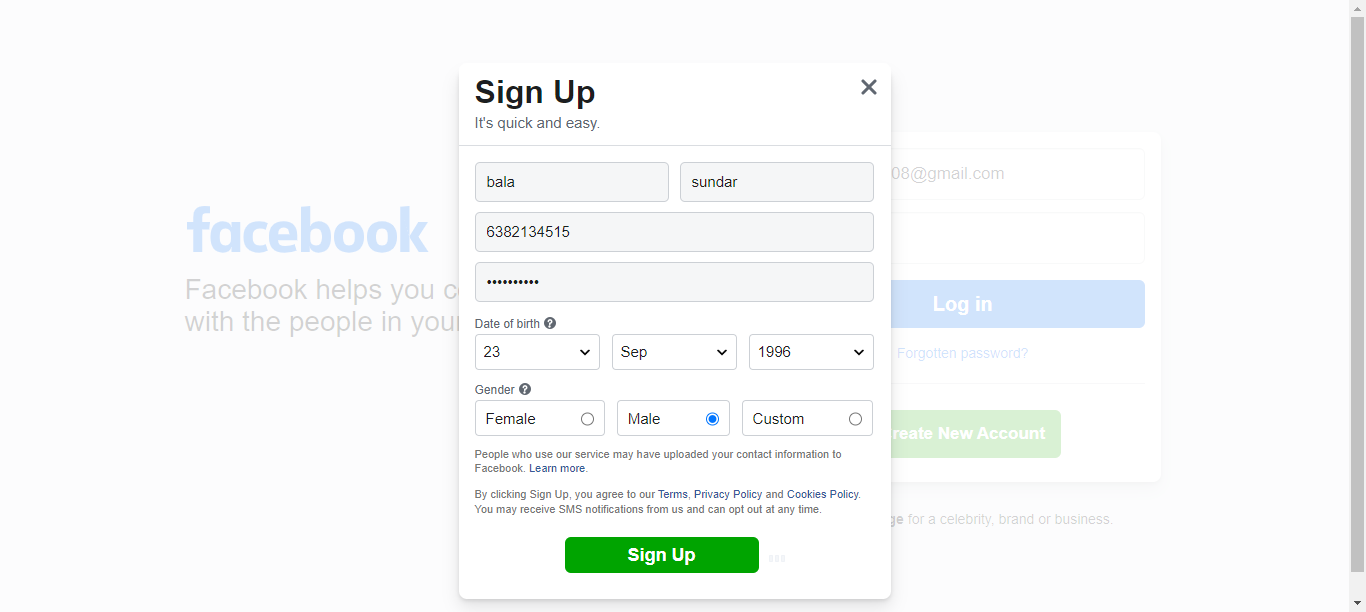 Sign Up
It's quick and easy.
bala
sundar
6382134515
••••••••••
Date of birth
23
Sep
1996
Gender
Female
Male
Custom
People who use our service may have uploaded your contact information to
Facebook. Learn more.
By clicking Sign Up, you agree to our Terms, Privacy Policy and Cookies Policy.
You may receive SMS notifications from us and can opt out at any time.
Sign Up
facebook
Facebook helps you
with the people in your
08@gmail.com
Log in
Forgotten password?
reate New Account
for a celebrity, brand or business.